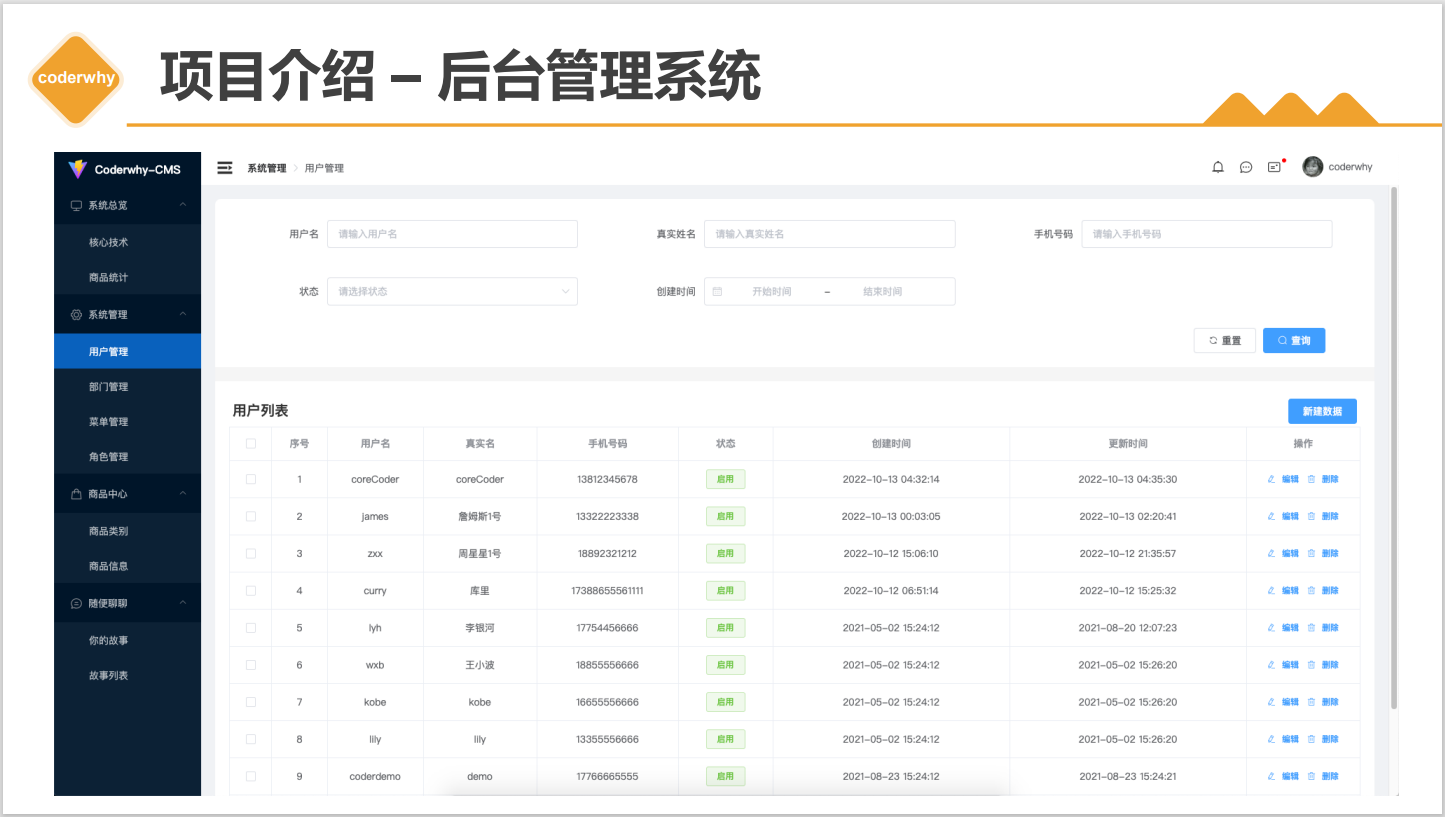 coderwhy
项目介绍 – 后台管理系统
Coderwhy-CMS
系统总览
核心技术
商品统计
系统管理
用户管理
部门管理
菜单管理
角色管理
商品中心
商品类别
商品信息
随便聊聊
你的故事
故事列表
系统管理 > 用户管理
coderwhy
用户名 请输入用户名 真实姓名 请输入真实姓名 手机号码 请输入手机号码
状态 请选择状态 创建时间 开始时间 – 结束时间
重置 查询
用户列表 新建数据
序号 用户名 真实名 手机号码 状态 创建时间 更新时间 操作
1 coreCoder coreCoder 13812345678 启用 2022-10-13 04:32:14 2022-10-13 04:35:30 编辑 删除
2 james 詹姆斯1号 13322223338 启用 2022-10-13 00:03:05 2022-10-13 02:20:41 编辑 删除
3 zxx 周星星1号 18892321212 启用 2022-10-12 15:06:10 2022-10-12 21:35:57 编辑 删除
4 curry 库里 17388655561111 启用 2022-10-12 06:51:14 2022-10-12 15:25:32 编辑 删除
5 lyh 李银河 17754456666 启用 2021-05-02 15:24:12 2021-08-20 12:07:23 编辑 删除
6 wxb 王小波 18855556666 启用 2021-05-02 15:24:12 2021-05-02 15:26:20 编辑 删除
7 kobe kobe 16655556666 启用 2021-05-02 15:24:12 2021-05-02 15:26:20 编辑 删除
8 lily lily 13355556666 启用 2021-05-02 15:24:12 2021-05-02 15:26:20 编辑 删除
9 coderdemo demo 17766665555 启用 2021-08-23 15:24:12 2021-08-23 15:24:21 编辑 删除